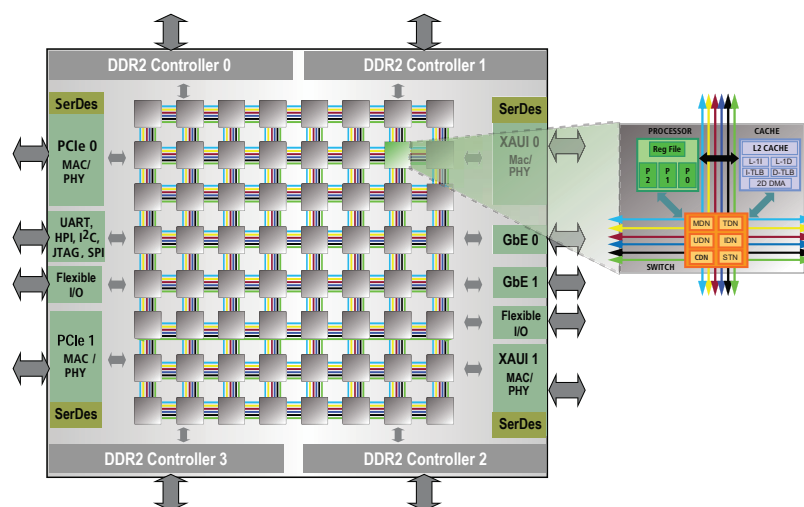 DDR2 Controller 0
DDR2 Controller 1
SerDes
PCIe 0
MAC/
PHY
UART,
HPI, I2C,
JTAG, SPI
Flexible
I/O
PCIe 1
MAC /
PHY
SerDes
SerDes
XAUI 0
Mac/
PHY
GbE 0
GbE 1
Flexible
I/O
XAUI 1
MAC/
PHY
SerDes
DDR2 Controller 3
DDR2 Controller 2
PROCESSOR
CACHE
Reg File
P
2
P
1
P
0
L2 CACHE
L-1I
L-1D
I-TLB
D-TLB
2D DMA
MDN
TDN
UDN
IDN
CDN
STN
SWITCH